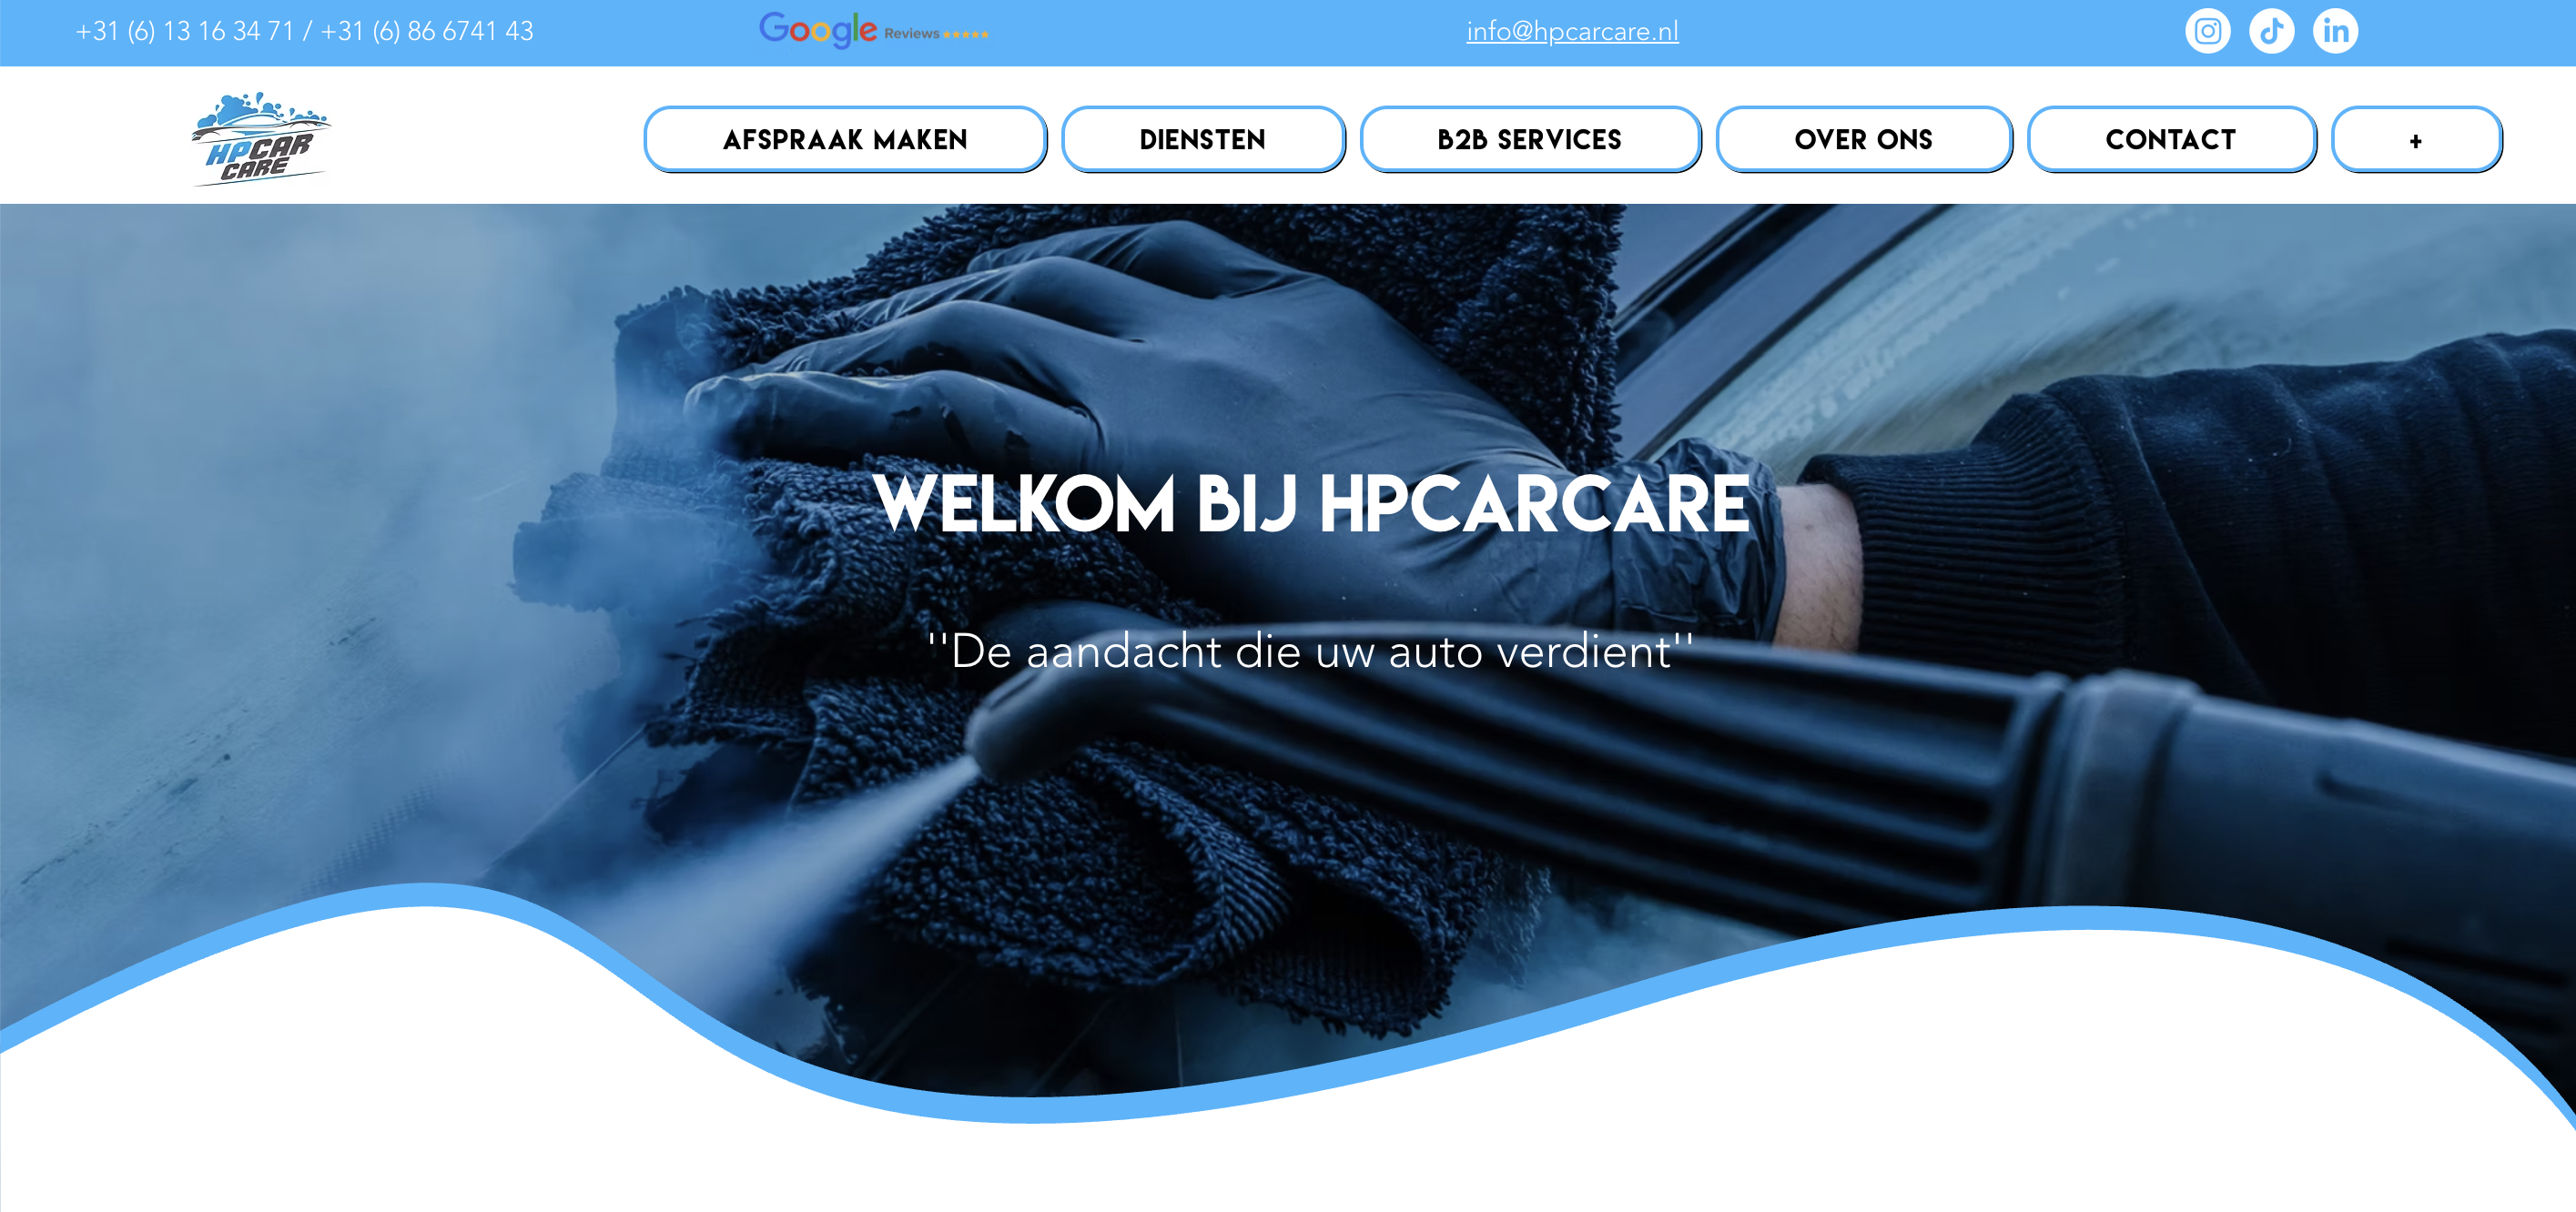 +31 (6) 13 16 34 71 / +31 (6) 86 6741 43
Google Reviews
info@hpcarcare.nl
in
HPCAR
CARE
AFSPRAAK MAKEN
DIENSTEN
B2B SERVICES
OVER ONS
CONTACT
+
WELKOM BIJ HPCARCARE
''De aandacht die uw auto verdient''